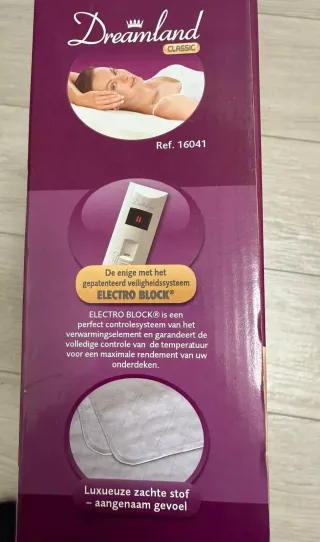 Dreamland
CLASSIC
Ref. 16041
De enige met het
gepatenteerd veiligheidssysteem
ELECTRO BLOCK®
ELECTRO BLOCK® is een
perfect controlesysteem van het
verwarmingselement en garandeert de
volledige controle van de temperatuur
voor een maximale rendement van uw
onderdeken.
Luxueuze zachte stof
– aangenaam gevoel